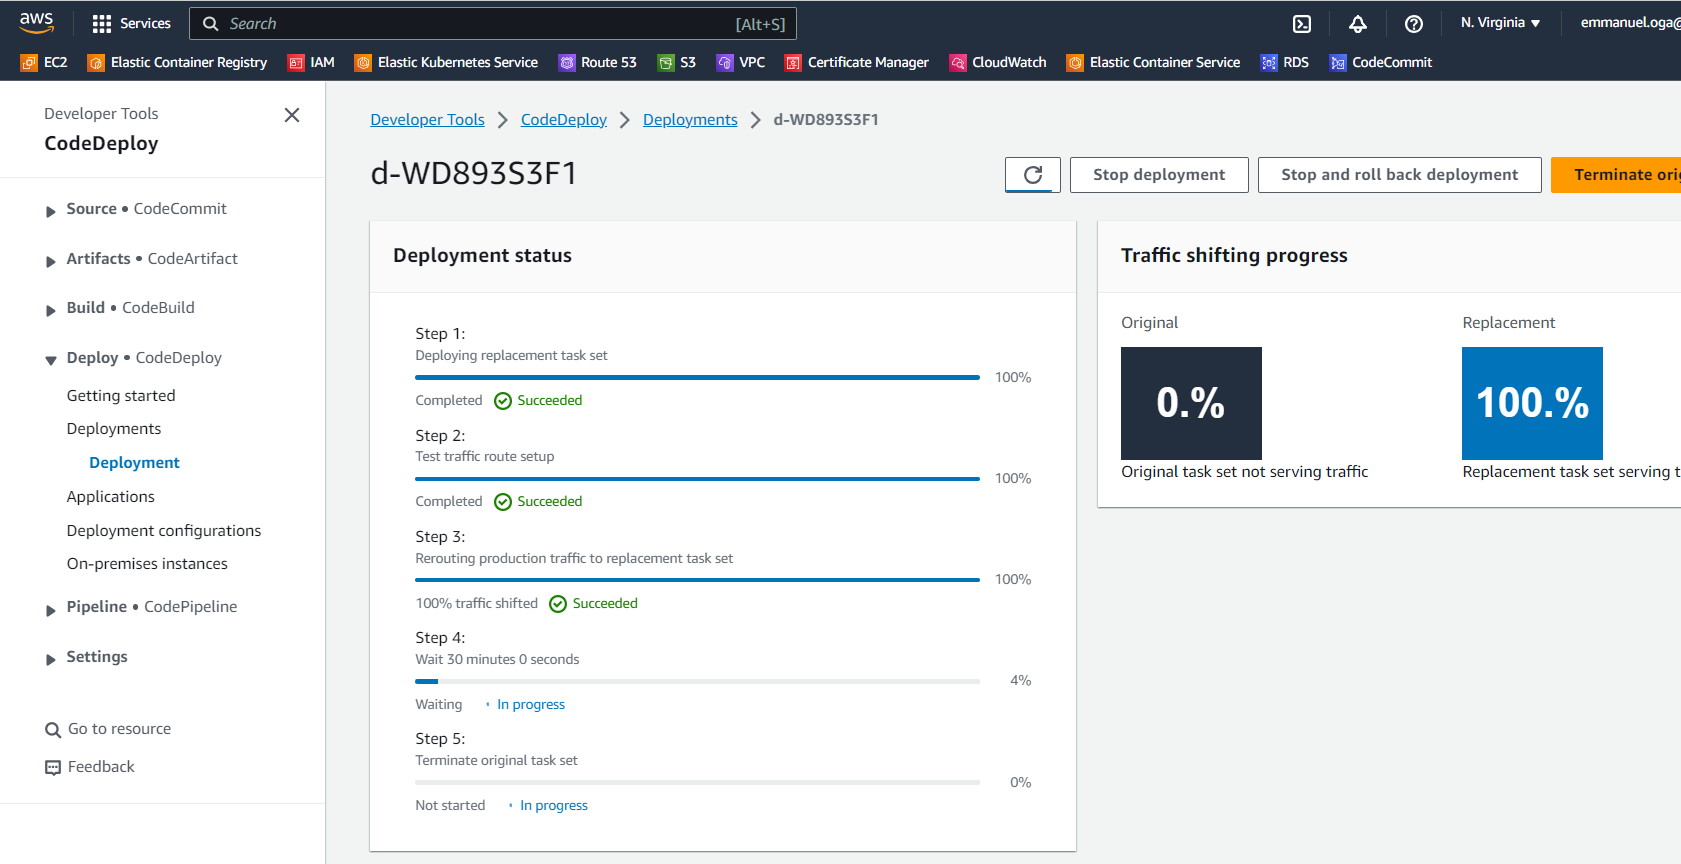 aws
Services
Search [Alt+S]
N. Virginia ▼
emmanuel.oga@
EC2 Elastic Container Registry IAM Elastic Kubernetes Service Route 53 S3 VPC Certificate Manager CloudWatch Elastic Container Service RDS CodeCommit
Developer Tools
CodeDeploy
Source • CodeCommit
Artifacts • CodeArtifact
Build • CodeBuild
Deploy • CodeDeploy
Getting started
Deployments
Deployment
Applications
Deployment configurations
On-premises instances
Pipeline • CodePipeline
Settings
Go to resource
Feedback
Developer Tools > CodeDeploy > Deployments > d-WD893S3F1
d-WD893S3F1
Stop deployment
Stop and roll back deployment
Terminate orig
Deployment status
Step 1:
Deploying replacement task set
100%
Completed Succeeded
Step 2:
Test traffic route setup
100%
Completed Succeeded
Step 3:
Rerouting production traffic to replacement task set
100%
100% traffic shifted Succeeded
Step 4:
Wait 30 minutes 0 seconds
4%
Waiting In progress
Step 5:
Terminate original task set
0%
Not started In progress
Traffic shifting progress
Original
0.%
Original task set not serving traffic
Replacement
100.%
Replacement task set serving t